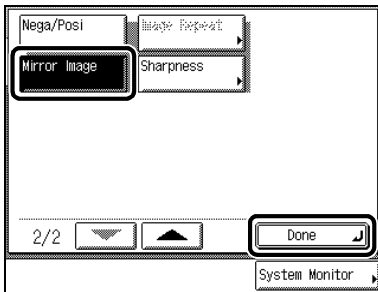 Nega/Posi
Image Repeat
Mirror Image
Sharpness
2/2
Done
System Monitor